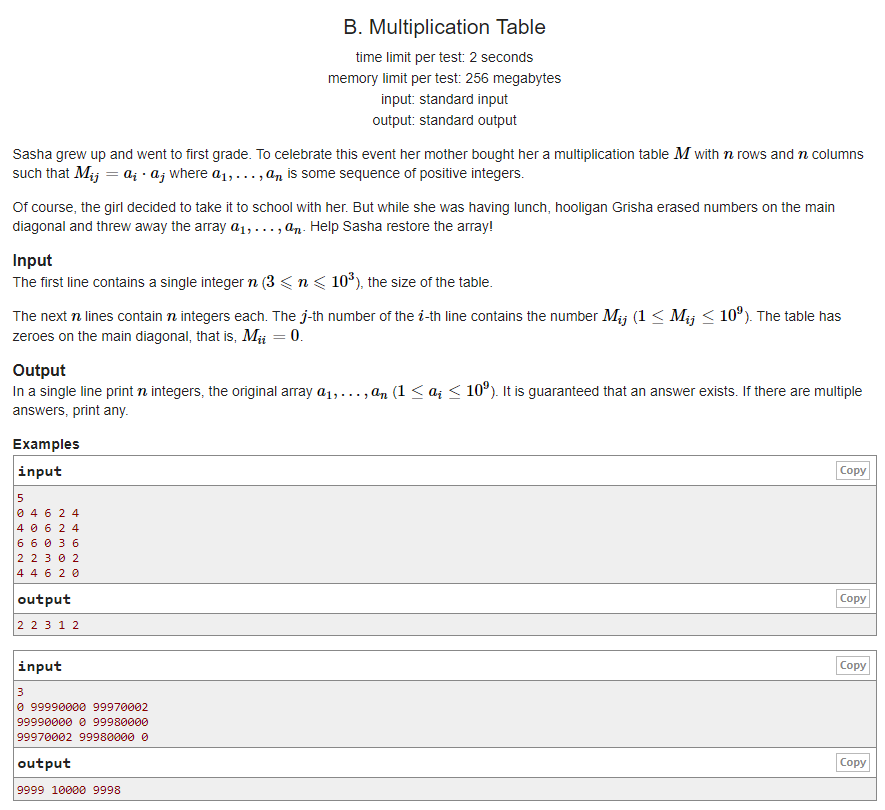 B. Multiplication Table
time limit per test: 2 seconds
memory limit per test: 256 megabytes
input: standard input
output: standard output
Sasha grew up and went to first grade. To celebrate this event her mother bought her a multiplication table M with n rows and n columns
such that M_{ij} = a_i · a_j where a_1, . . . , a_n is some sequence of positive integers.
Of course, the girl decided to take it to school with her. But while she was having lunch, hooligan Grisha erased numbers on the main
diagonal and threw away the array a_1, . . . , a_n. Help Sasha restore the array!
Input
The first line contains a single integer n (3 ⩽ n ⩽ 10^3), the size of the table.
The next n lines contain n integers each. The j-th number of the i-th line contains the number M_{ij} (1 ≤ M_{ij} ≤ 10^9). The table has
zeroes on the main diagonal, that is, M_{ii} = 0.
Output
In a single line print n integers, the original array a_1, . . . , a_n (1 ≤ a_i ≤ 10^9). It is guaranteed that an answer exists. If there are multiple
answers, print any.
Examples
input Copy
5
0 4 6 2 4
4 0 6 2 4
6 6 0 3 6
2 2 3 0 2
4 4 6 2 0
output Copy
2 2 3 1 2
input Copy
3
0 99990000 99970002
99990000 0 99980000
99970002 99980000 0
output Copy
9999 10000 9998